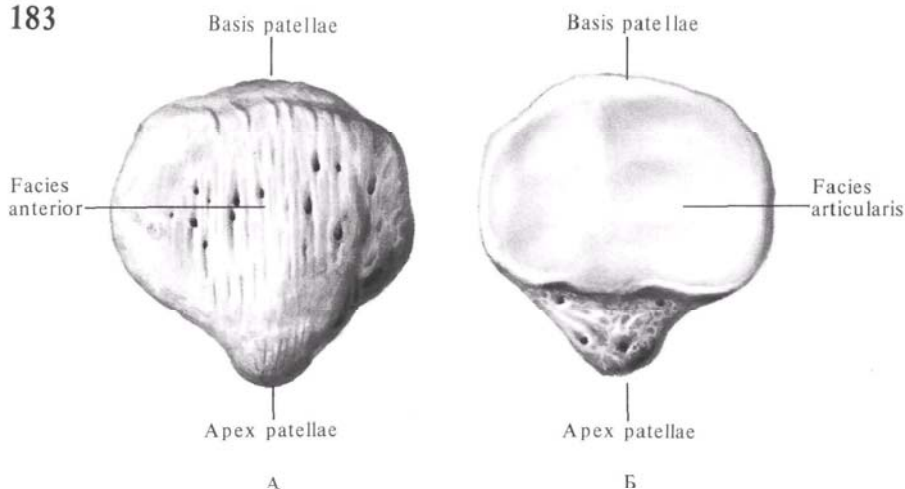 183
Basis patellae
Basis patellae
Facies
anterior
Facies
articularis
Apex patellae
Apex patellae
А
Б